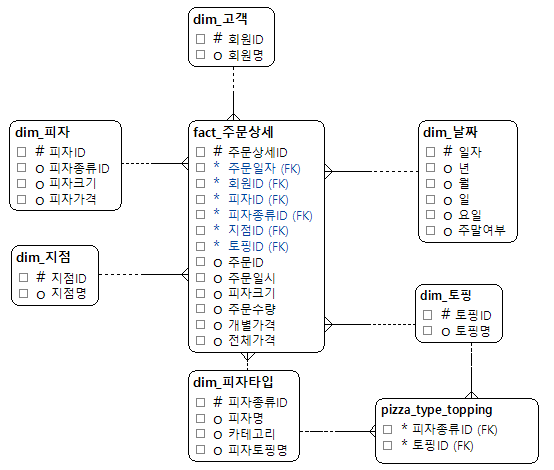 dim_고객
# 회원ID
o 회원명
dim_피자
# 피자ID
o 피자종류ID
o 피자크기
o 피자가격
fact_주문상세
# 주문상세ID
* 주문일자 (FK)
* 회원ID (FK)
* 피자ID (FK)
* 피자종류ID (FK)
* 지점ID (FK)
* 토핑ID (FK)
o 주문ID
o 주문일시
o 피자크기
o 주문수량
o 개별가격
o 전체가격
dim_날짜
# 일자
o 년
o 월
o 일
o 요일
o 주말여부
dim_지점
# 지점ID
o 지점명
dim_토핑
# 토핑ID
o 토핑명
dim_피자타입
# 피자종류ID
o 피자명
o 카테고리
o 피자토핑명
pizza_type_topping
* 피자종류ID (FK)
* 토핑ID (FK)